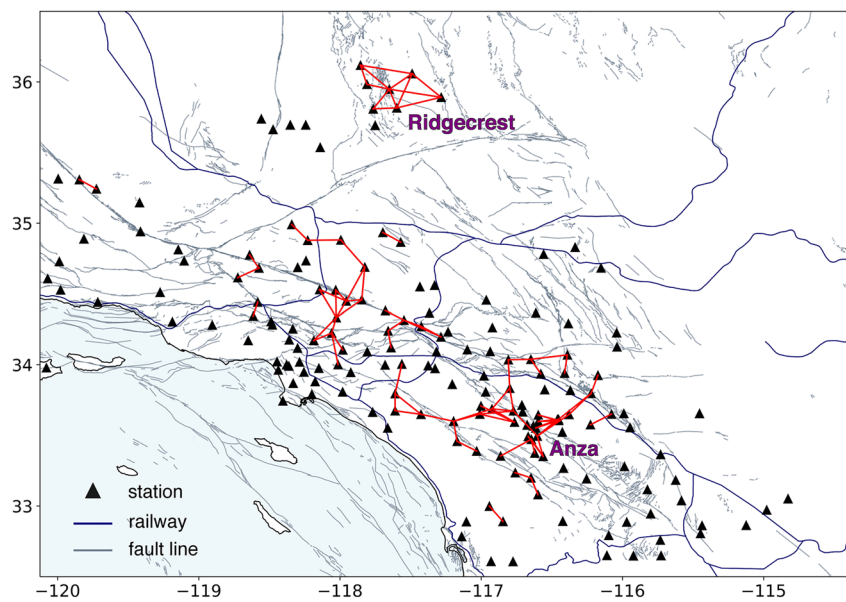 36
Ridgecrest
35
34
Anza
33
station
railway
fault line
−120
−119
−118
−117
−116
−115